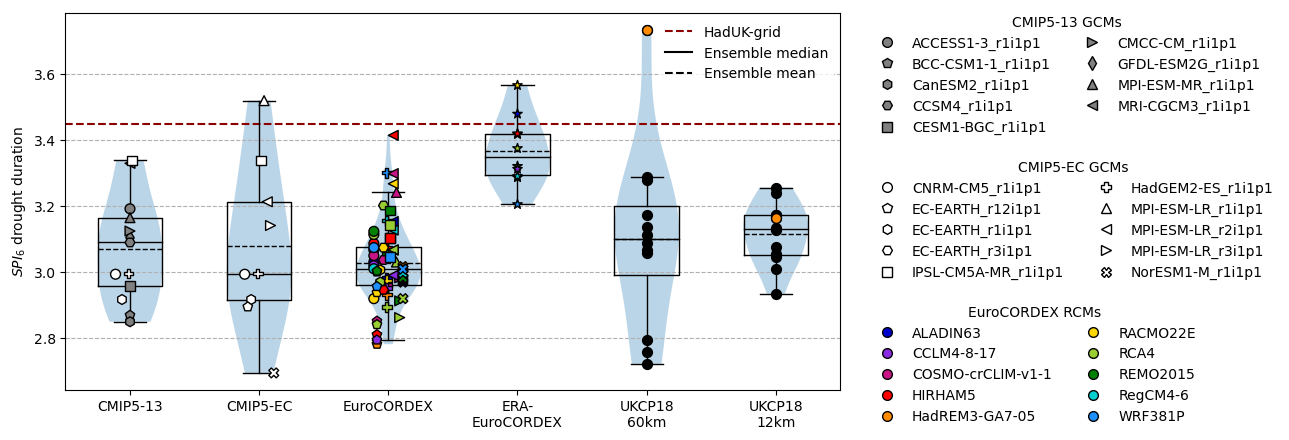 SPI6 drought duration
3.6
3.4
3.2
3.0
2.8
CMIP5-13
CMIP5-EC
EuroCORDEX
ERA-
EuroCORDEX
UKCP18
60km
UKCP18
12km
HadUK-grid
Ensemble median
Ensemble mean
CMIP5-13 GCMs
ACCESS1-3_r1i1p1
BCC-CSM1-1_r1i1p1
CanESM2_r1i1p1
CCSM4_r1i1p1
CESM1-BGC_r1i1p1
CMCC-CM_r1i1p1
GFDL-ESM2G_r1i1p1
MPI-ESM-MR_r1i1p1
MRI-CGCM3_r1i1p1
CMIP5-EC GCMs
CNRM-CM5_r1i1p1
EC-EARTH_r12i1p1
EC-EARTH_r1i1p1
EC-EARTH_r3i1p1
IPSL-CM5A-MR_r1i1p1
HadGEM2-ES_r1i1p1
MPI-ESM-LR_r1i1p1
MPI-ESM-LR_r2i1p1
MPI-ESM-LR_r3i1p1
NorESM1-M_r1i1p1
EuroCORDEX RCMs
ALADIN63
CCLM4-8-17
COSMO-crCLIM-v1-1
HIRHAM5
HadREM3-GA7-05
RACMO22E
RCA4
REMO2015
RegCM4-6
WRF381P